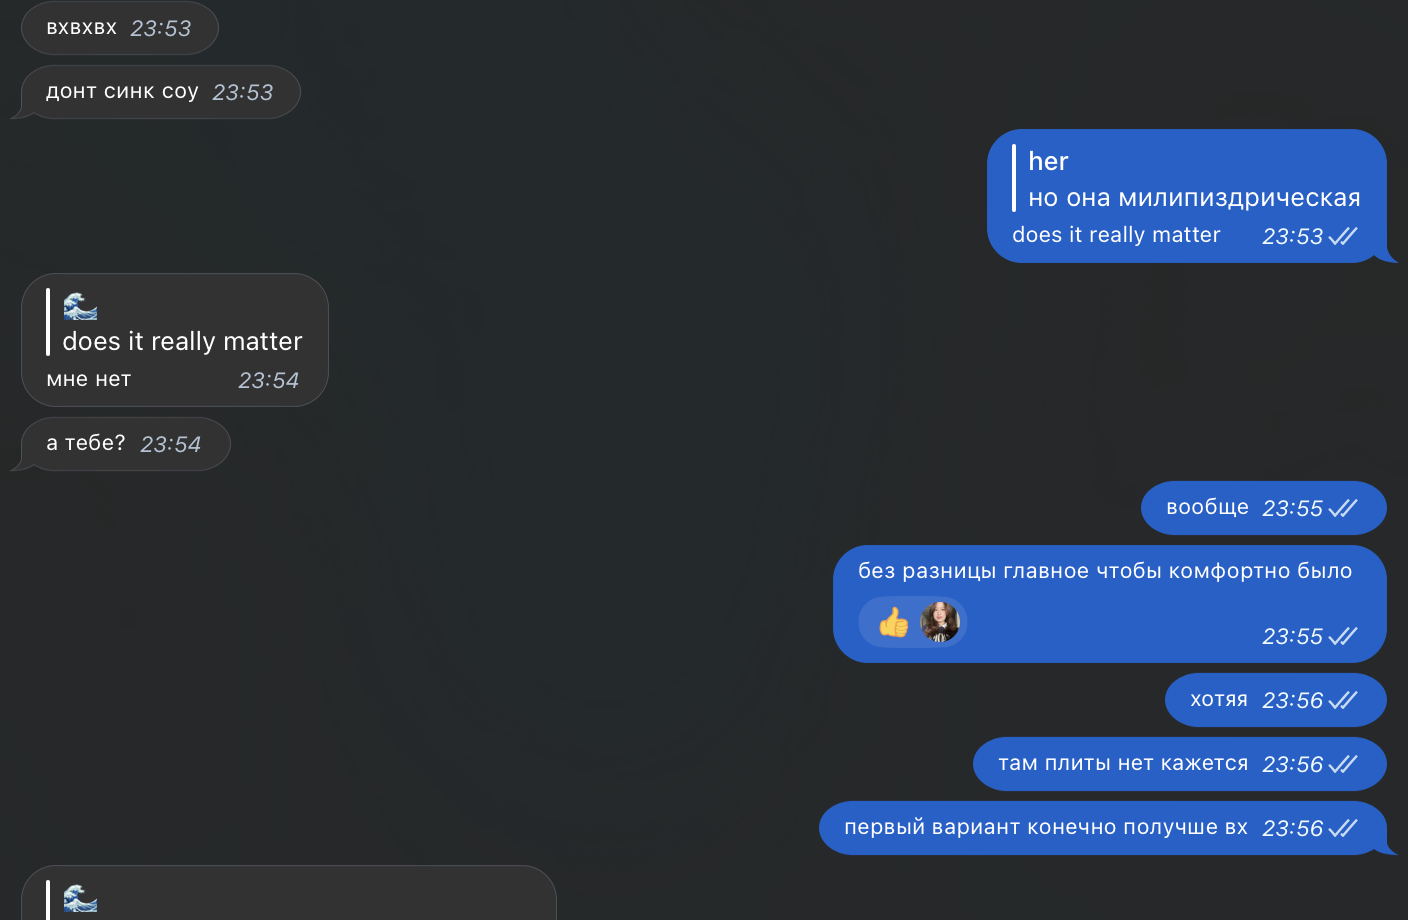 вхвхвх 23:53
донт синк соу 23:53
her
но она милипиздрическая
does it really matter 23:53
🌊
does it really matter
мне нет 23:54
а тебе? 23:54
вообще 23:55
без разницы главное чтобы комфортно было
👍 23:55
хотяя 23:56
там плиты нет кажется 23:56
первый вариант конечно получше вх 23:56
🌊